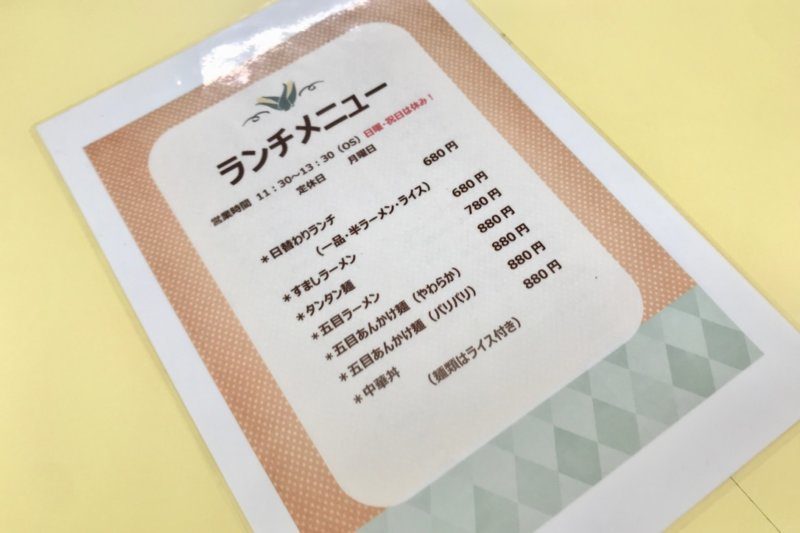 ランチメニュー
営業時間 11：30～13：30（OS）日曜・祝日は休み！
定休日 月曜日
＊日替わりランチ 680円
（一品・半ラーメン・ライス）
＊すましラーメン 680円
＊タンタン麺 780円
＊五目ラーメン 880円
＊五目あんかけ麺（やわらか） 880円
＊五目あんかけ麺（バリバリ） 880円
＊中華丼 880円
（麺類はライス付き）